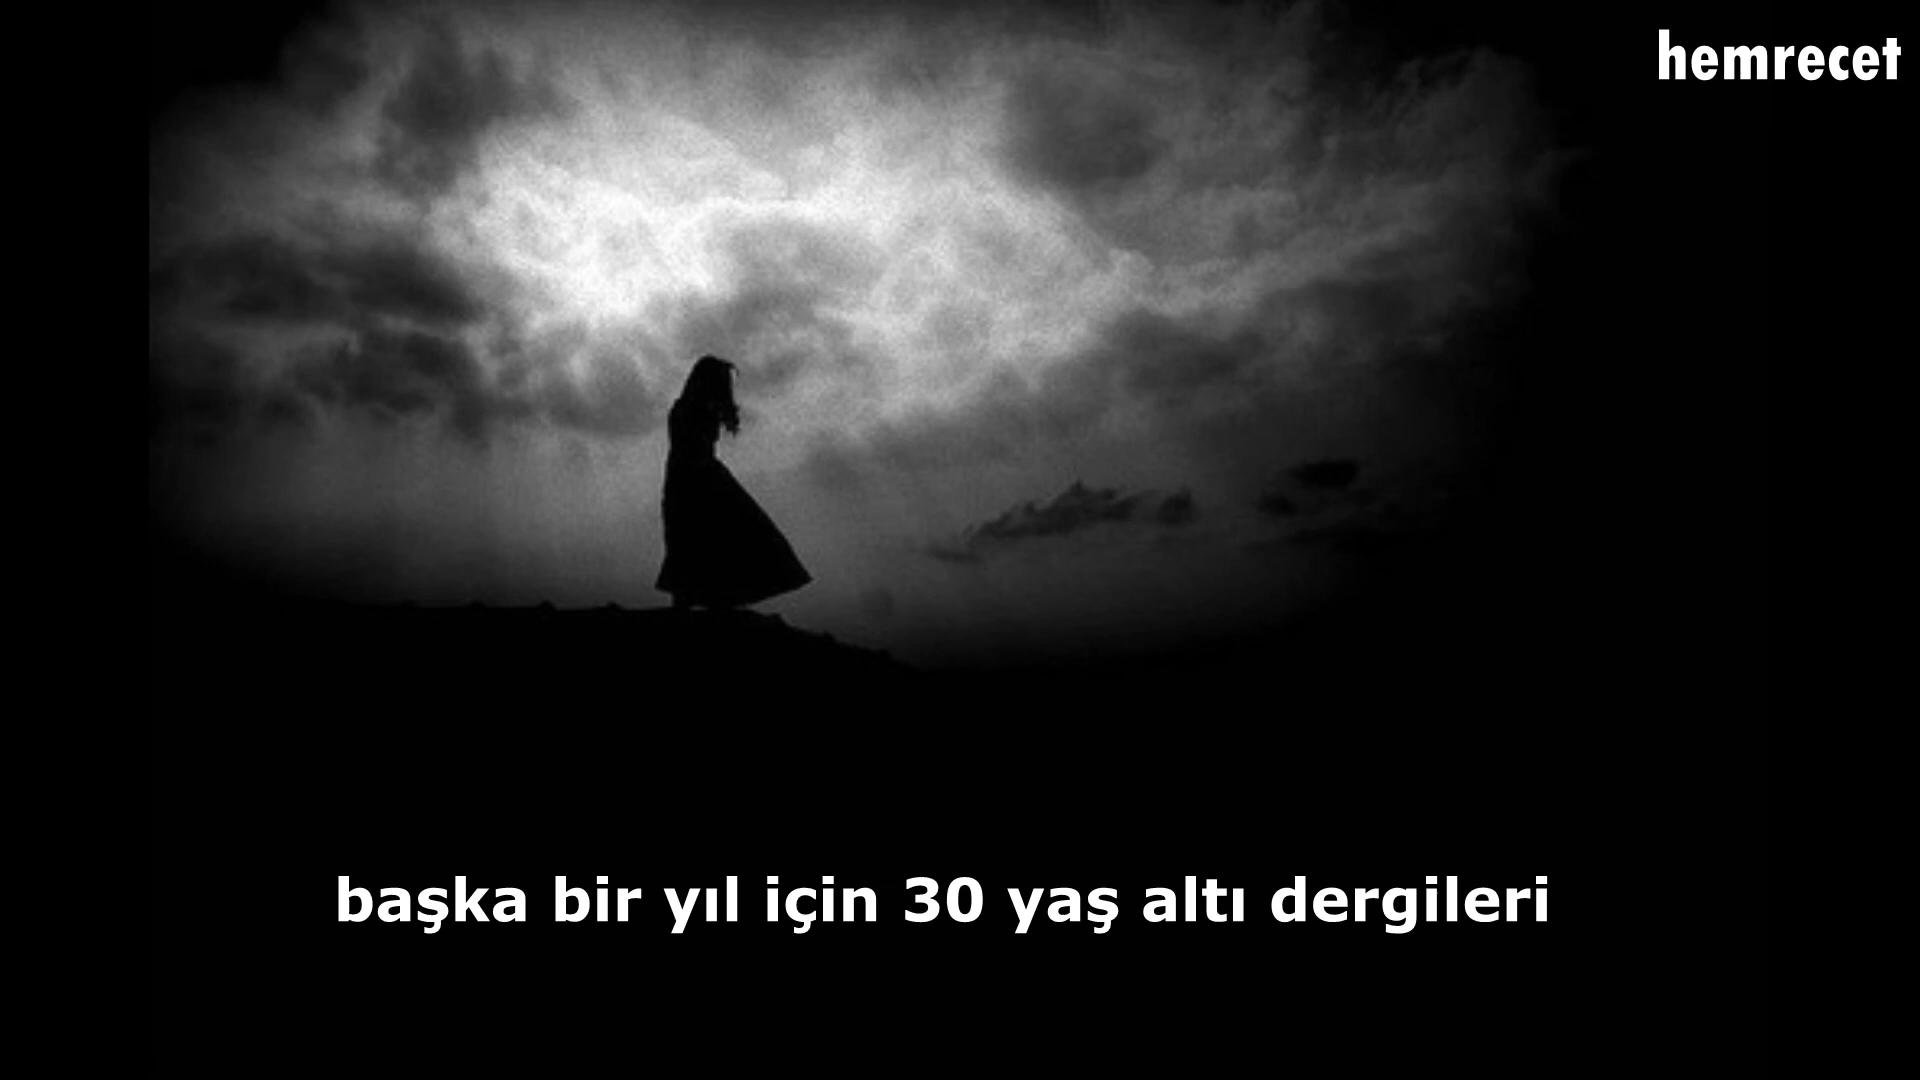 hemrecet
başka bir yıl için 30 yaş altı dergileri